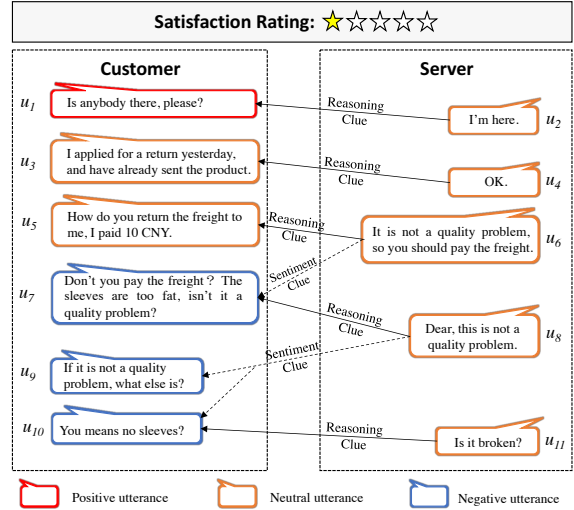 Satisfaction Rating:
Customer
Server
u1
Is anybody there, please?
Reasoning
Clue
I'm here.
u2
u3
I applied for a return yesterday,
and have already sent the product.
Reasoning
Clue
OK.
u4
u5
How do you return the freight to
me, I paid 10 CNY.
Reasoning
Clue
It is not a quality problem,
so you should pay the freight.
u6
u7
Don't you pay the freight? The
sleeves are too fat, isn't it a
quality problem?
Sentiment
Clue
Reasoning
Clue
Dear, this is not a
quality problem.
u8
u9
If it is not a quality
problem, what else is?
Sentiment
Clue
u10
You means no sleeves?
Reasoning
Clue
Is it broken?
u11
Positive utterance
Neutral utterance
Negative utterance